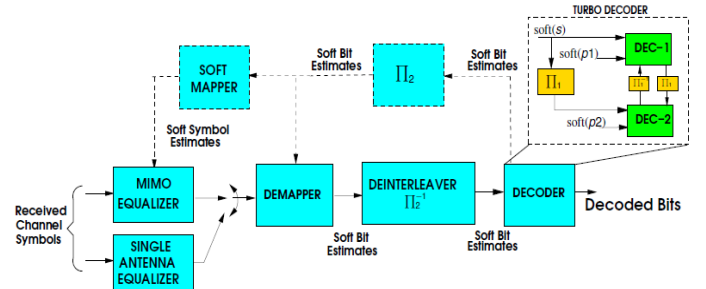 TURBO DECODER
soft(s)
DEC-1
soft(p1)
Π1
DEC-2
soft(p2)
Soft Bit
Estimates
Soft Bit
Estimates
SOFT
MAPPER
Π2
Soft Symbol
Estimates
Received
Channel
Symbols
MIMO
EQUALIZER
SINGLE
ANTENNA
EQUALIZER
DEMAPPER
DEINTERLEAVER
Π2^-1
DECODER
Decoded Bits
Soft Bit
Estimates
Soft Bit
Estimates